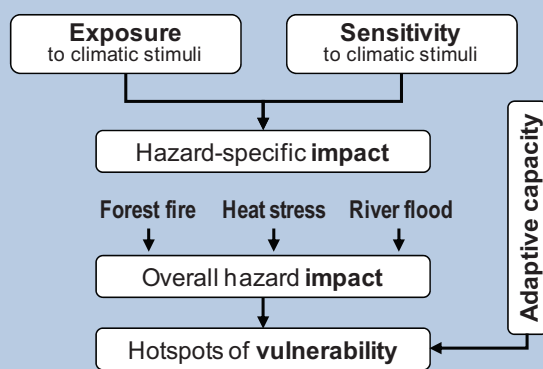 Exposure
to climatic stimuli
Sensitivity
to climatic stimuli
Hazard-specific impact
Adaptive capacity
Forest fire Heat stress River flood
Overall hazard impact
Hotspots of vulnerability